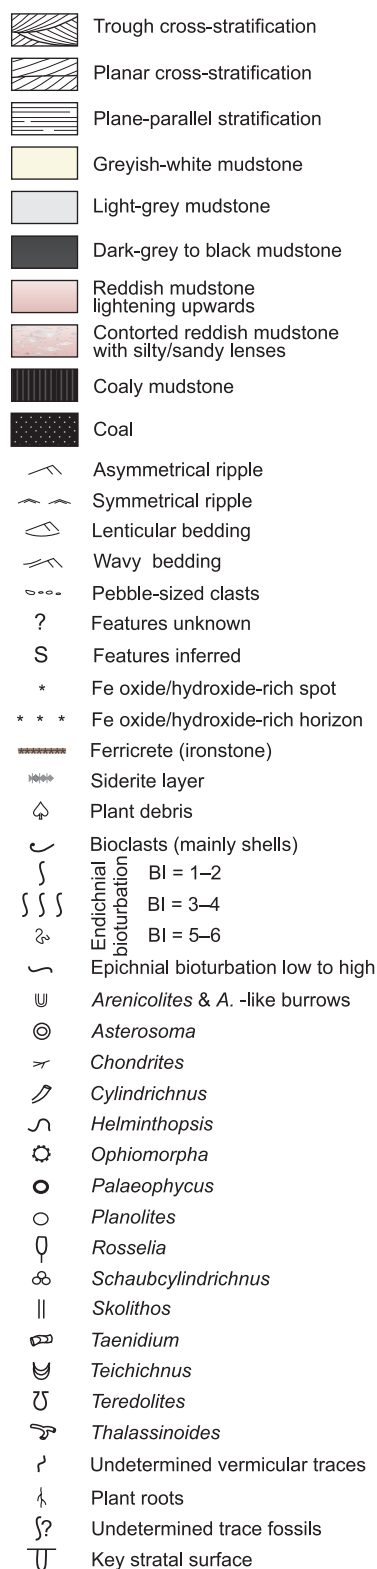 Trough cross-stratification
Planar cross-stratification
Plane-parallel stratification
Greyish-white mudstone
Light-grey mudstone
Dark-grey to black mudstone
Reddish mudstone
lightening upwards
Contorted reddish mudstone
with silty/sandy lenses
Coaly mudstone
Coal
Asymmetrical ripple
Symmetrical ripple
Lenticular bedding
Wavy bedding
Pebble-sized clasts
? Features unknown
S Features inferred
* Fe oxide/hydroxide-rich spot
* * * Fe oxide/hydroxide-rich horizon
Ferricrete (ironstone)
Siderite layer
Plant debris
Bioclasts (mainly shells)
Endichnial
bioturbation
BI = 1–2
BI = 3–4
BI = 5–6
Epichnial bioturbation low to high
Arenicolites & A. -like burrows
Asterosoma
Chondrites
Cylindrichnus
Helminthopsis
Ophiomorpha
Palaeophycus
Planolites
Rosselia
Schaubcylindrichnus
Skolithos
Taenidium
Teichichnus
Teredolites
Thalassinoides
Undetermined vermicular traces
Plant roots
? Undetermined trace fossils
Key stratal surface